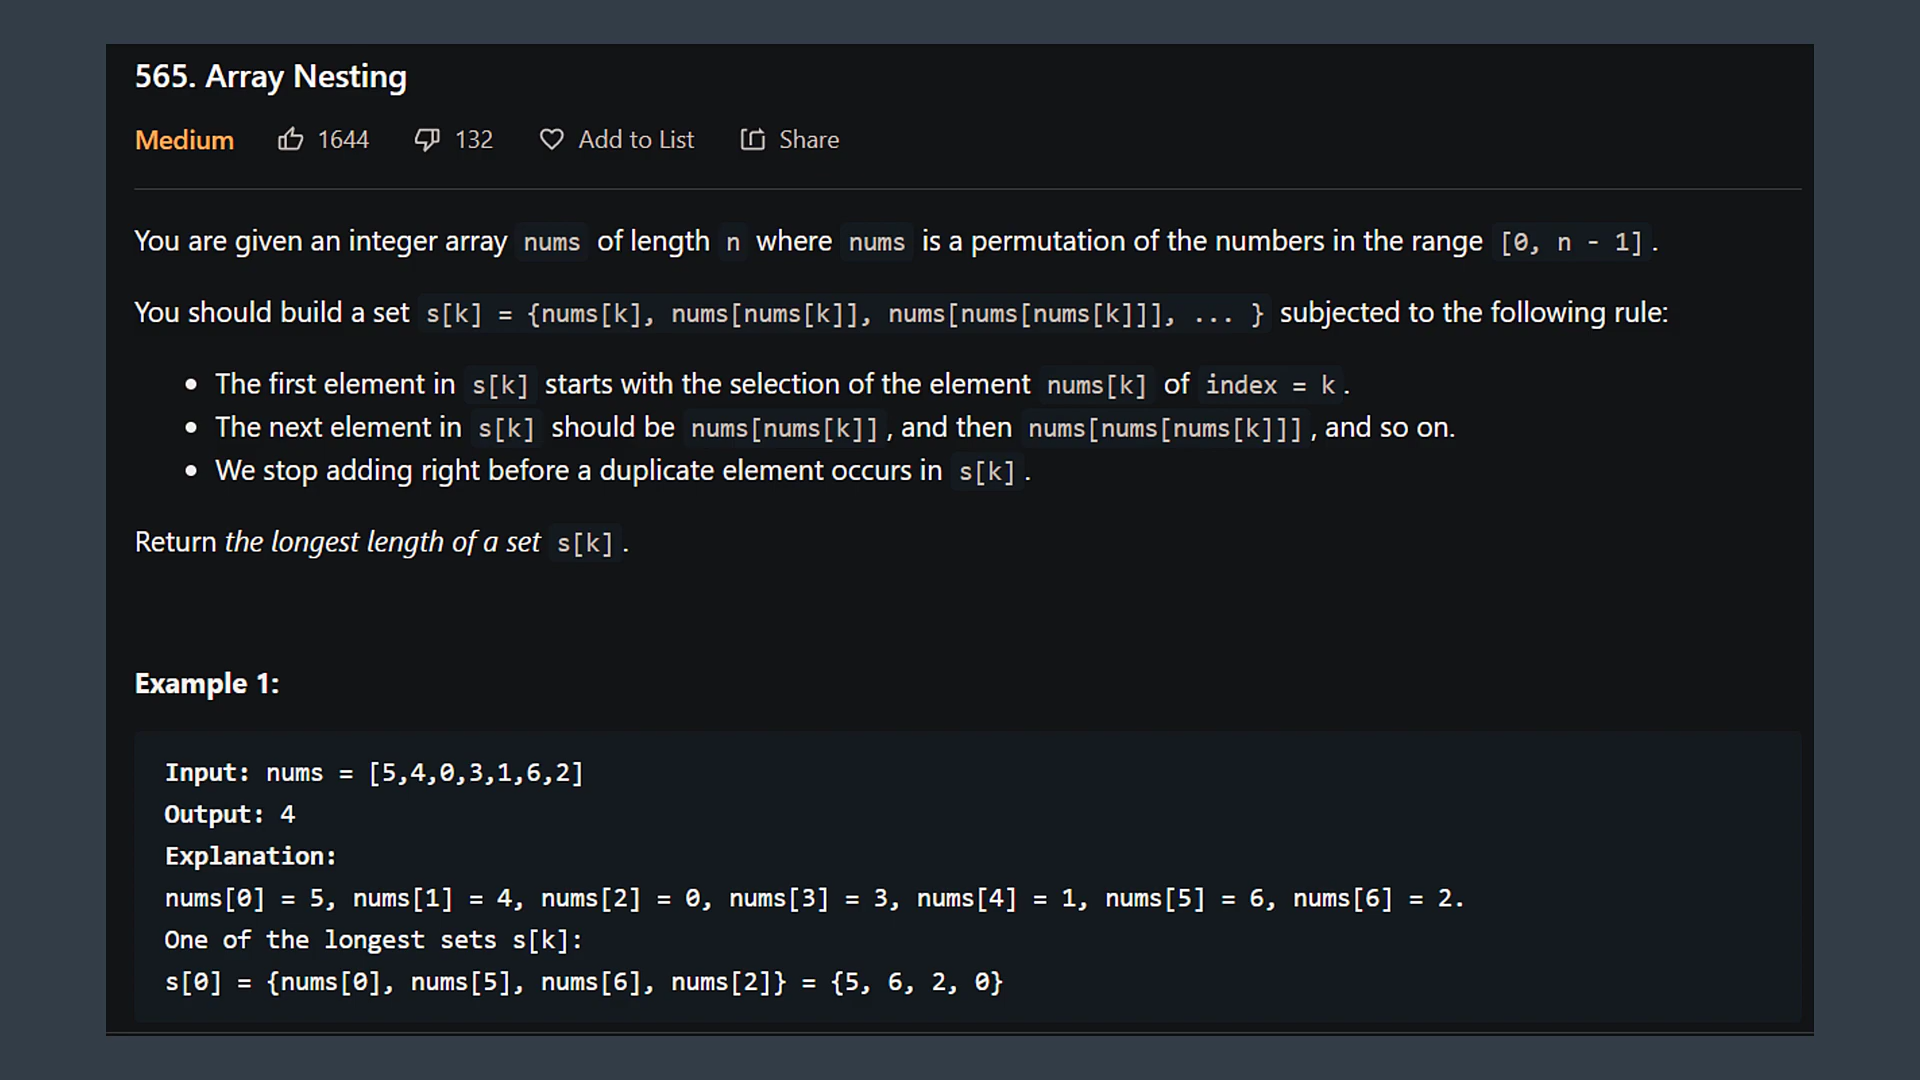 565. Array Nesting
Medium 1644 132 Add to List Share
You are given an integer array nums of length n where nums is a permutation of the numbers in the range [0, n - 1].
You should build a set s[k] = {nums[k], nums[nums[k]], nums[nums[nums[k]]], ... } subjected to the following rule:
• The first element in s[k] starts with the selection of the element nums[k] of index = k.
• The next element in s[k] should be nums[nums[k]], and then nums[nums[nums[k]]], and so on.
• We stop adding right before a duplicate element occurs in s[k].
Return the longest length of a set s[k].
Example 1:
Input: nums = [5,4,0,3,1,6,2]
Output: 4
Explanation:
nums[0] = 5, nums[1] = 4, nums[2] = 0, nums[3] = 3, nums[4] = 1, nums[5] = 6, nums[6] = 2.
One of the longest sets s[k]:
s[0] = {nums[0], nums[5], nums[6], nums[2]} = {5, 6, 2, 0}